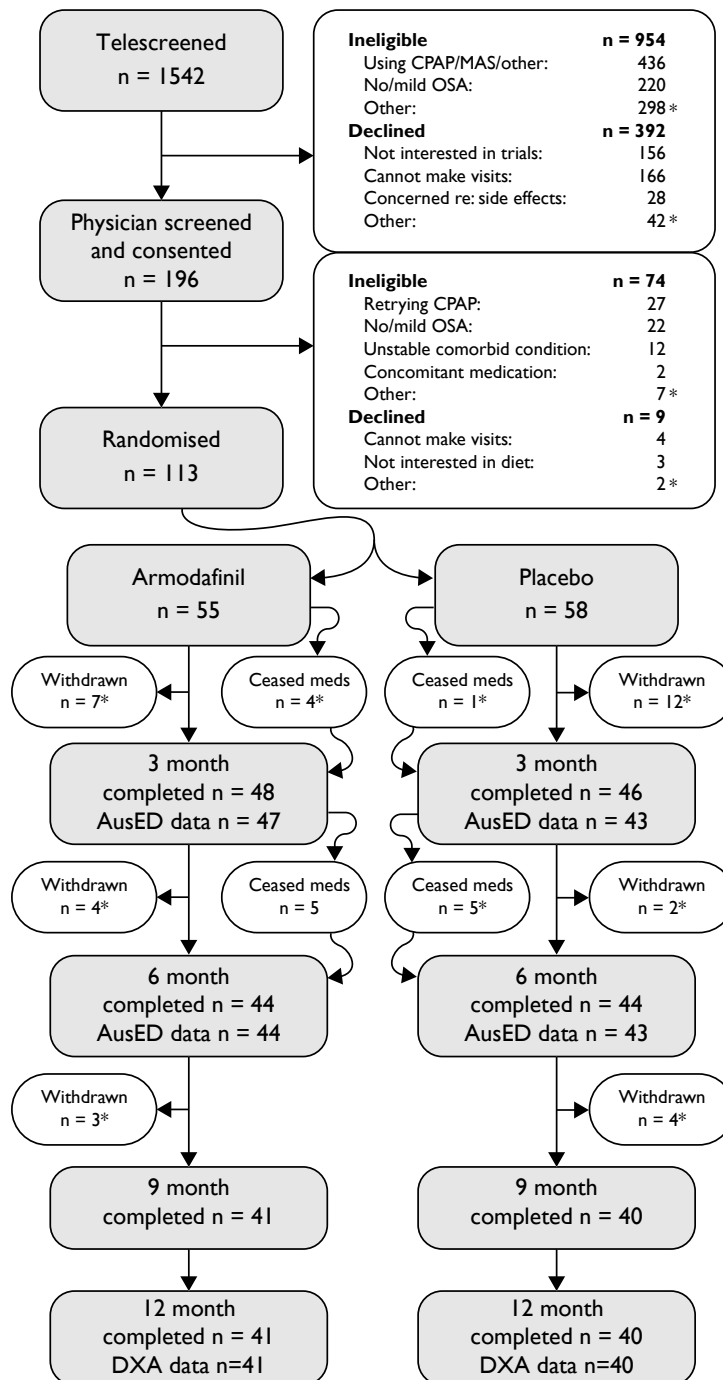 Telescreened
n = 1542
Ineligible n = 954
Using CPAP/MAS/other: 436
No/mild OSA: 220
Other: 298*
Declined n = 392
Not interested in trials: 156
Cannot make visits: 166
Concerned re: side effects: 28
Other: 42*
Physician screened
and consented
n = 196
Ineligible n = 74
Retrying CPAP: 27
No/mild OSA: 22
Unstable comorbid condition: 12
Concomitant medication: 2
Other: 7*
Declined n = 9
Cannot make visits: 4
Not interested in diet: 3
Other: 2*
Randomised
n = 113
Armodafinil
n = 55
Placebo
n = 58
Withdrawn
n = 7*
Ceased meds
n = 4*
Ceased meds
n = 1*
Withdrawn
n = 12*
3 month
completed n = 48
AusED data n = 47
3 month
completed n = 46
AusED data n = 43
Withdrawn
n = 4*
Ceased meds
n = 5
Ceased meds
n = 5*
Withdrawn
n = 2*
6 month
completed n = 44
AusED data n = 44
6 month
completed n = 44
AusED data n = 43
Withdrawn
n = 3*
Withdrawn
n = 4*
9 month
completed n = 41
9 month
completed n = 40
12 month
completed n = 41
DXA data n=41
12 month
completed n = 40
DXA data n=40